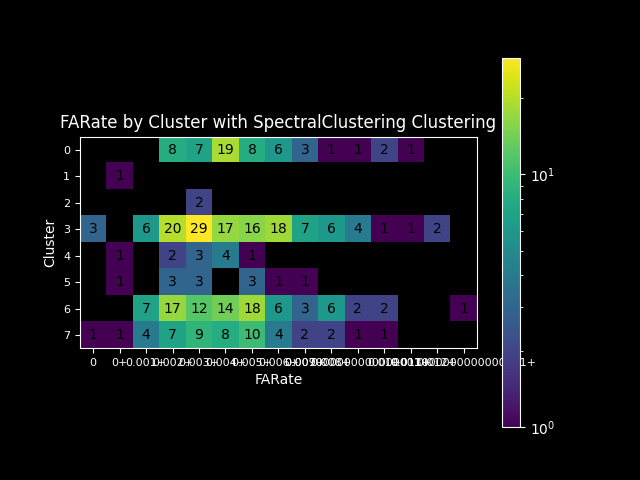 FARate by Cluster with SpectralClustering Clustering
0 8 7 19 8 6 3 1 1 2 1
1 1
2 2
3 3 6 20 29 17 16 18 7 6 4 1 1 2
4 1 2 3 4 1
5 1 3 3 3 1 1
6 7 17 12 14 18 6 3 6 2 2 1
7 1 1 4 7 9 8 10 4 2 2 1 1
Cluster
0 0+
FARate
10¹
10⁰